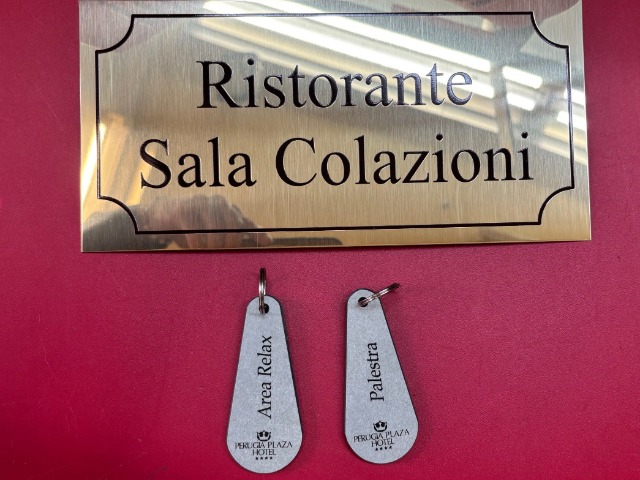 Ristorante
Sala Colazioni
Area Relax
PERUGIA PLAZA
HOTEL
★★★★
Palestra
PERUGIA PLAZA
HOTEL
★★★★